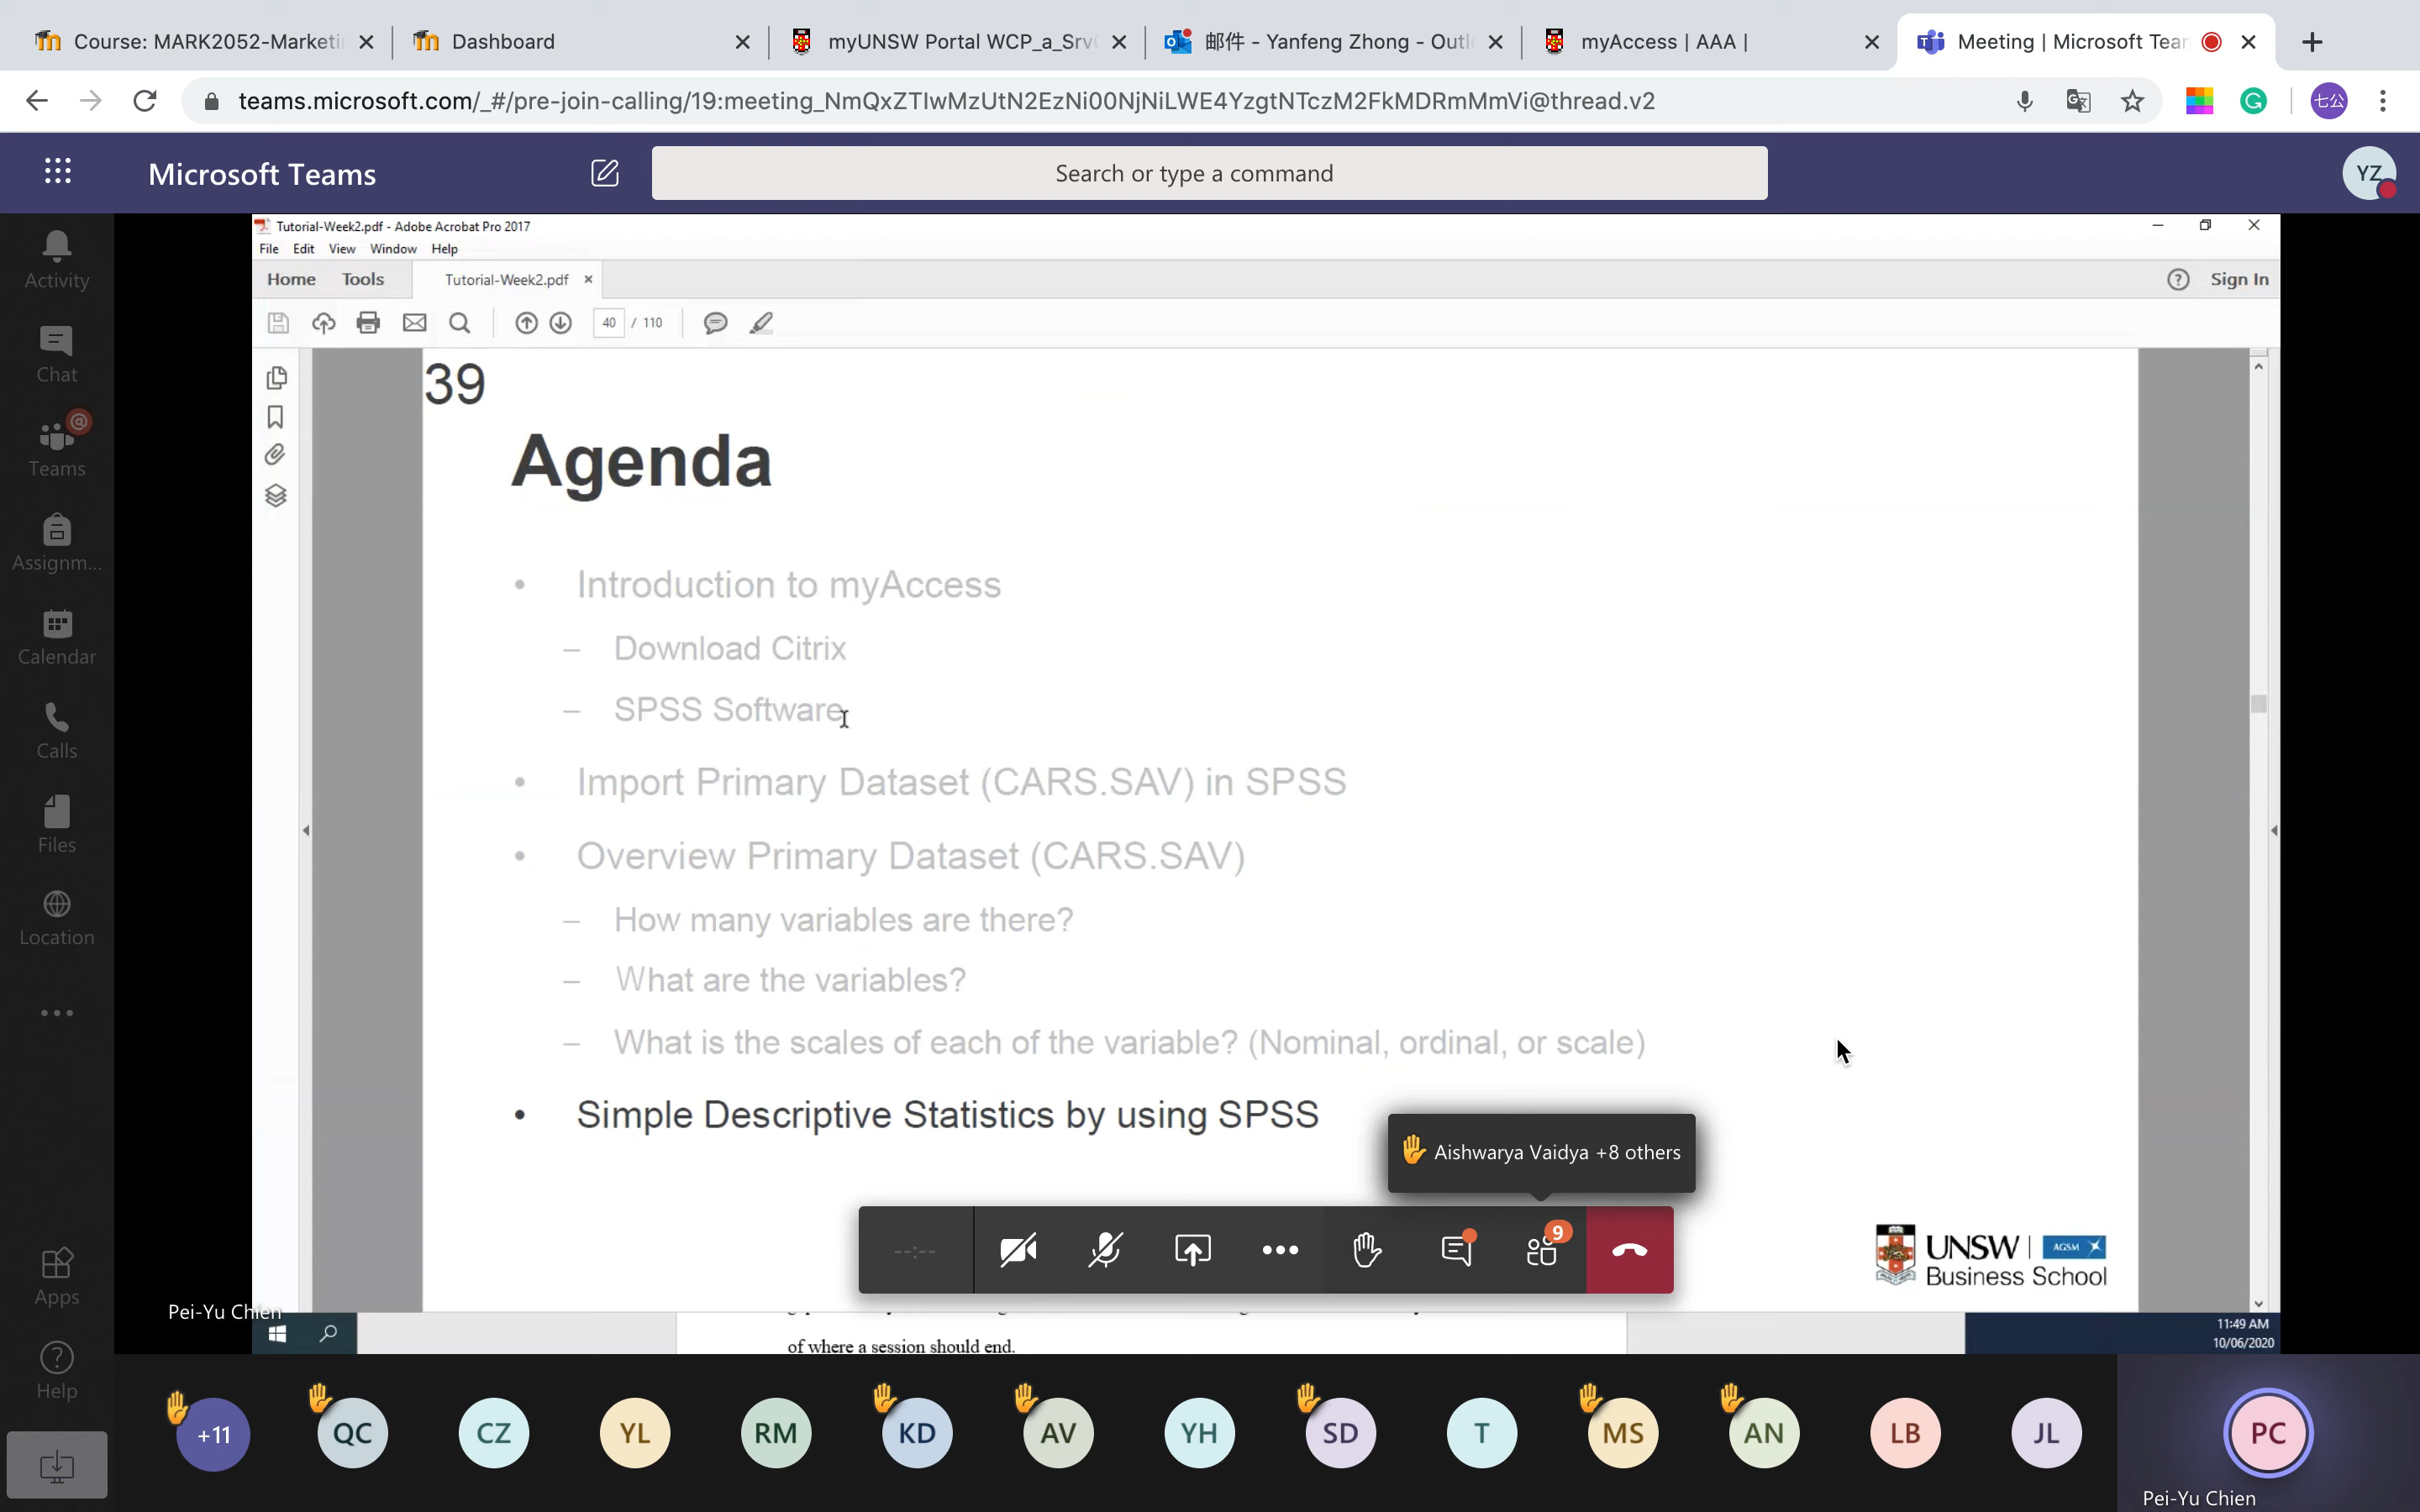 Course: MARK2052-Marketi
Dashboard
myUNSW Portal WCP_a_Srv
邮件 - Yanfeng Zhong - Outl
myAccess | AAA |
Meeting | Microsoft Tea
teams.microsoft.com/_#/pre-join-calling/19:meeting_NmQxZTIwMzUtN2EzNi00NjNiLWE4YzgtNTczM2FkMDRmMmVi@thread.v2
七公
Microsoft Teams
Search or type a command
YZ
Activity
Chat
@
Teams
Assignm...
Calendar
Calls
Files
Location
Apps
Help
Tutorial-Week2.pdf - Adobe Acrobat Pro 2017
File Edit View Window Help
Home Tools Tutorial-Week2.pdf ×
Sign In
40 / 110
39
Agenda
• Introduction to myAccess
– Download Citrix
– SPSS Software
• Import Primary Dataset (CARS.SAV) in SPSS
• Overview Primary Dataset (CARS.SAV)
– How many variables are there?
– What are the variables?
– What is the scales of each of the variable? (Nominal, ordinal, or scale)
• Simple Descriptive Statistics by using SPSS
Aishwarya Vaidya +8 others
--:--
9
UNSW | AGSM
Business School
Pei-Yu Chien
of where a session should end.
11:49 AM
10/06/2020
+11 QC CZ YL RM KD AV YH SD T MS AN LB JL PC
Pei-Yu Chien